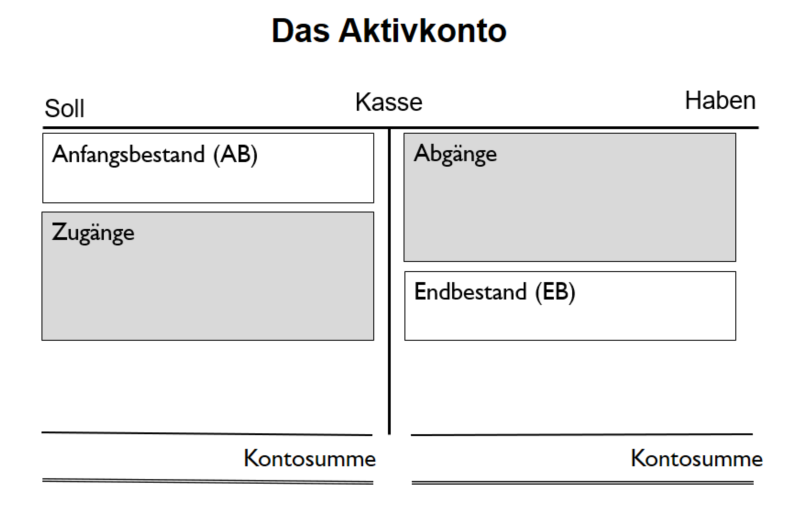 Das Aktivkonto
Soll Kasse Haben
Anfangsbestand (AB)
Zugänge
Abgänge
Endbestand (EB)
Kontosumme
Kontosumme